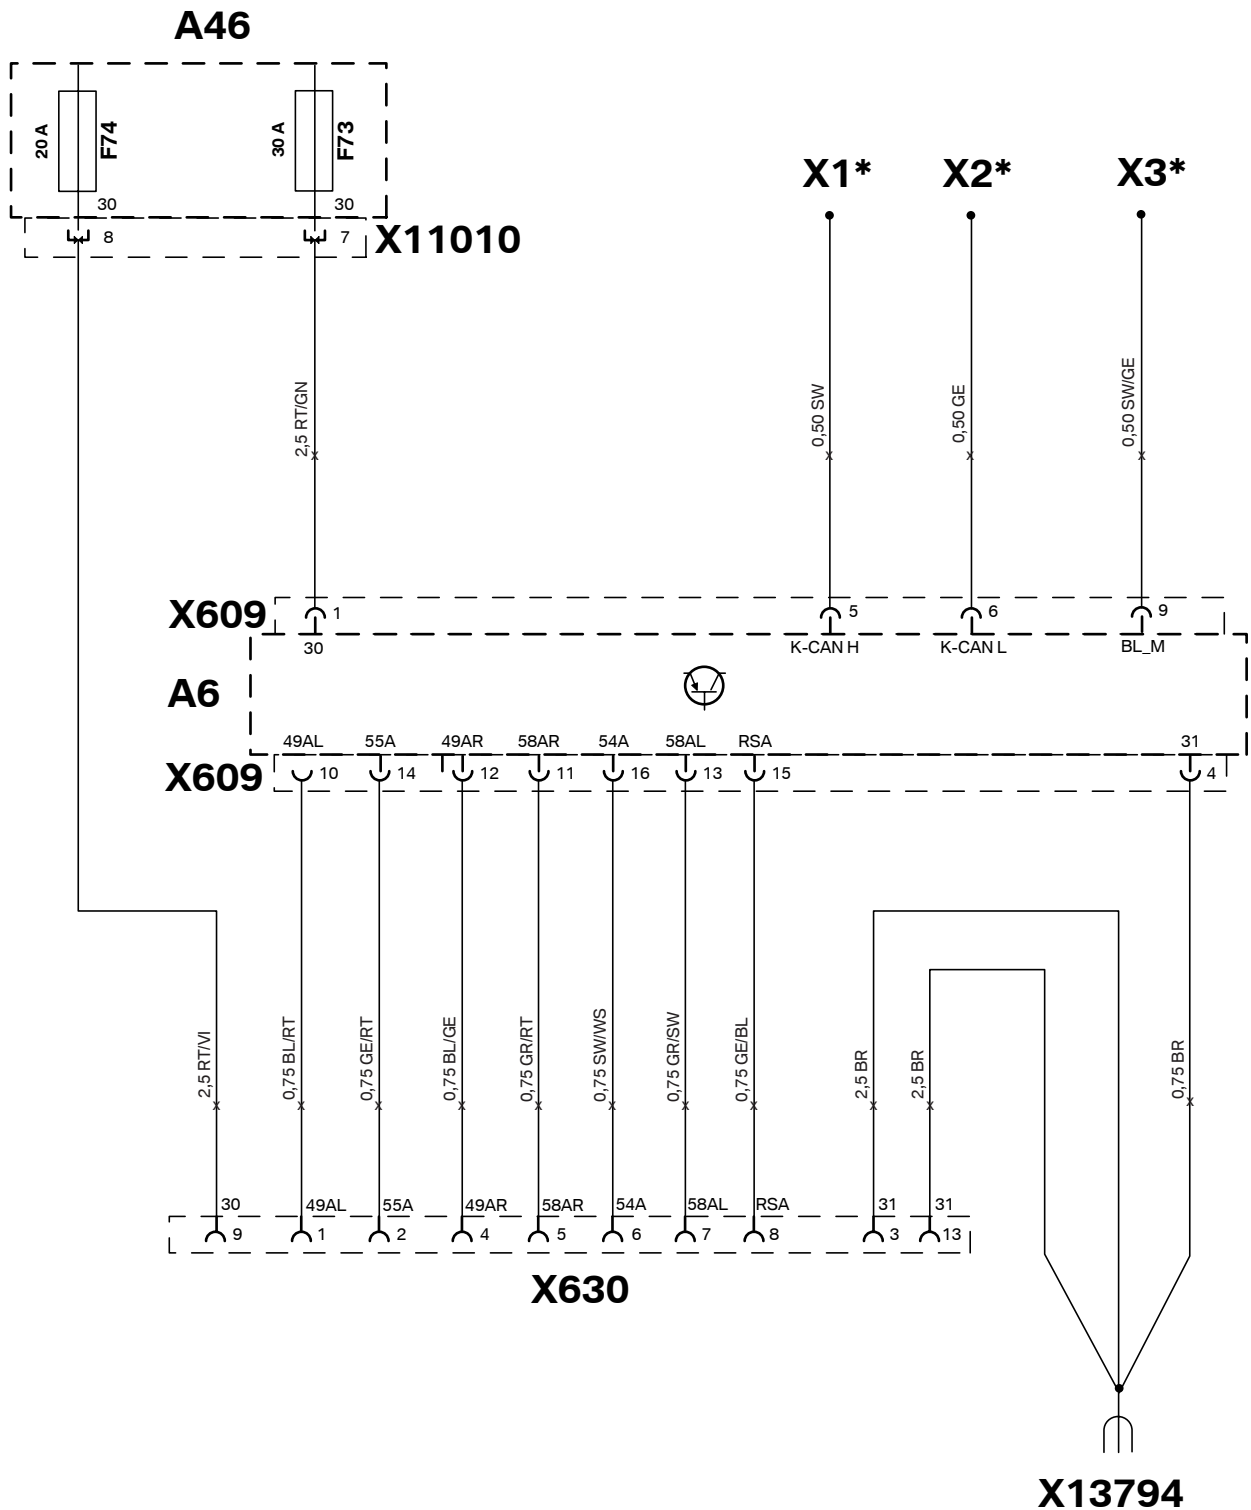 A46
20 A
F74
30 A
F73
30
30
8
7
X11010
X1*
X2*
X3*
2,5 RT/GN
0,50 SW
0,50 GE
0,50 SW/GE
X609
1
5
6
9
30
K-CAN H
K-CAN L
BL_M
A6
49AL
55A
49AR
58AR
54A
58AL
RSA
31
X609
10
14
12
11
16
13
15
4
2,5 RT/VI
0,75 BL/RT
0,75 GE/RT
0,75 BL/GE
0,75 GR/RT
0,75 SW/WS
0,75 GR/SW
0,75 GE/BL
2,5 BR
2,5 BR
0,75 BR
30
49AL
55A
49AR
58AR
54A
58AL
RSA
31
31
9
1
2
4
5
6
7
8
3
13
X630
X13794